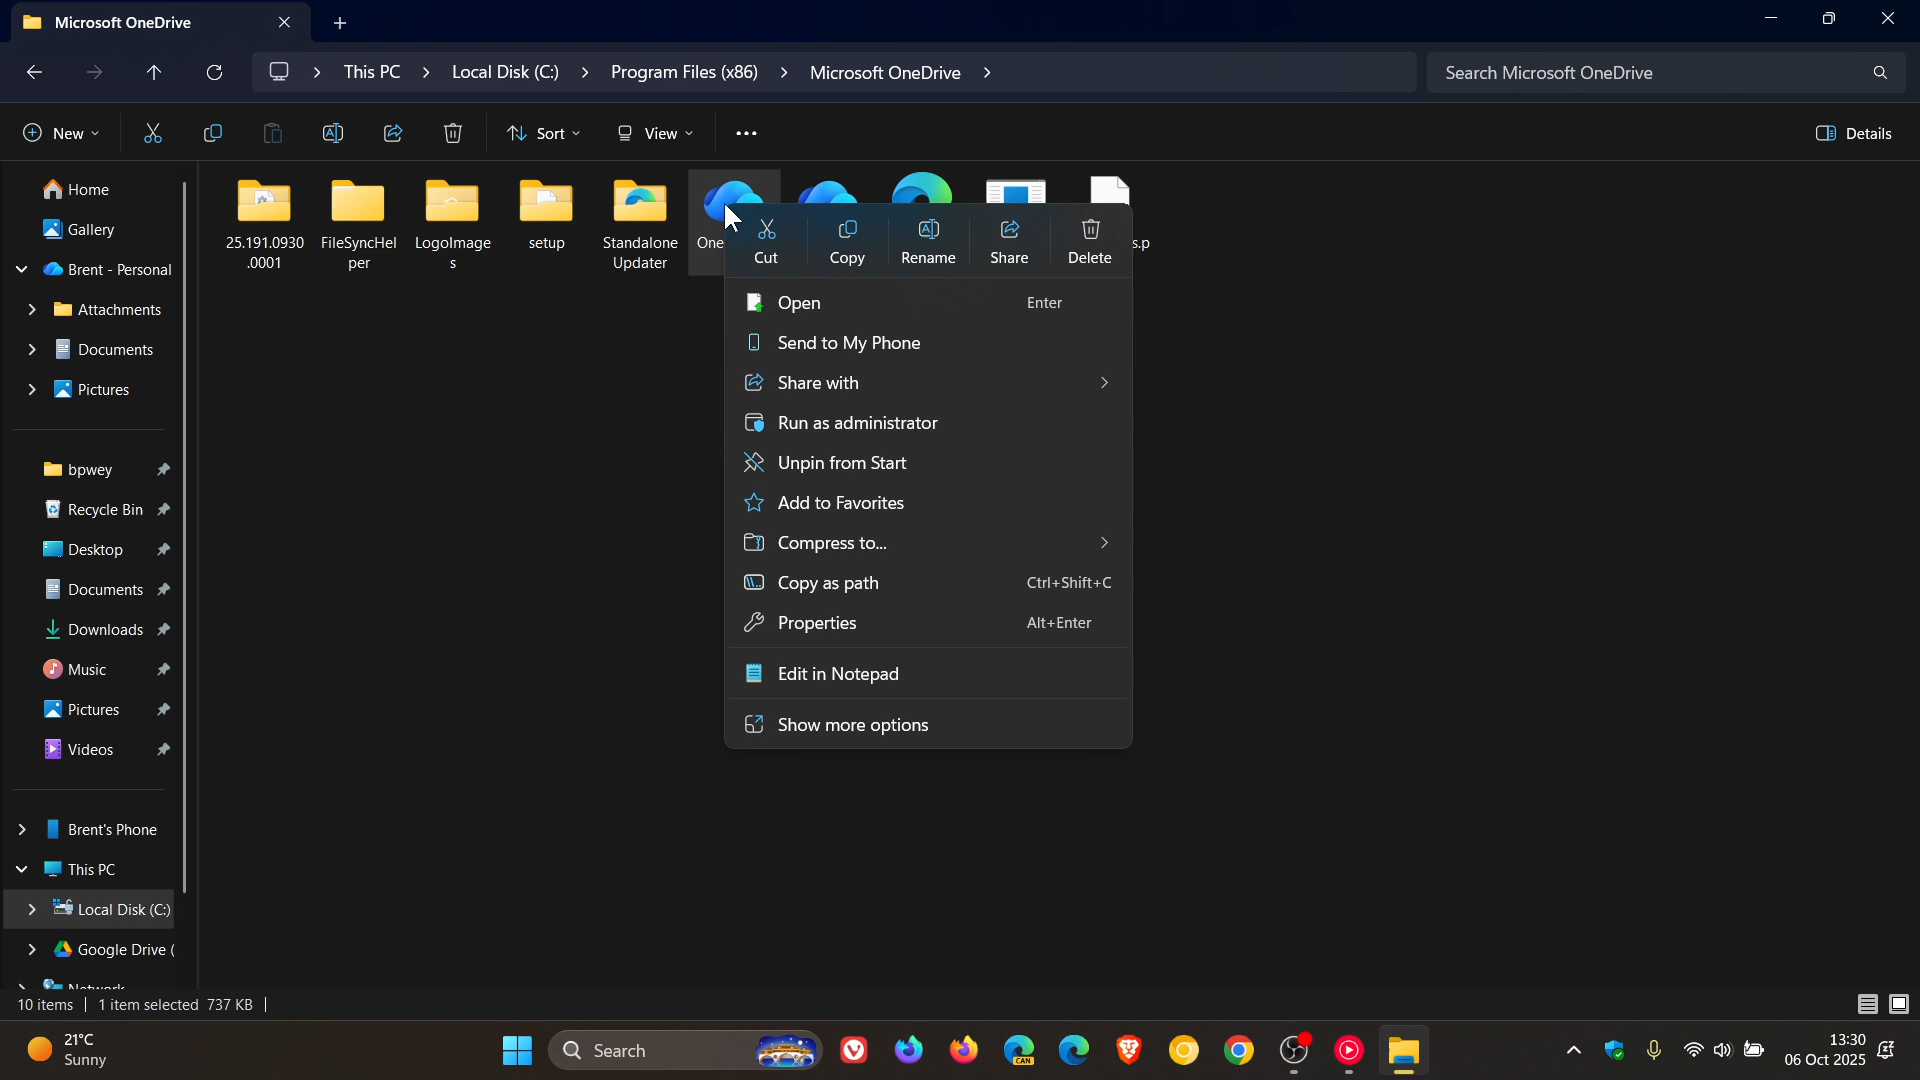 Microsoft OneDrive
This PC
Local Disk (C:)
Program Files (x86)
Microsoft OneDrive
Search Microsoft OneDrive
New
Sort
View
Details
Home
Gallery
Brent - Personal
Attachments
Documents
Pictures
bpwey
Recycle Bin
Desktop
Documents
Downloads
Music
Pictures
Videos
Brent's Phone
This PC
Local Disk (C:)
Google Drive (
Network
25.191.0930
.0001
FileSyncHel
per
LogoImage
s
setup
Standalone
Updater
One
s.p
Cut
Copy
Rename
Share
Delete
Open Enter
Send to My Phone
Share with
Run as administrator
Unpin from Start
Add to Favorites
Compress to...
Copy as path Ctrl+Shift+C
Properties Alt+Enter
Edit in Notepad
Show more options
10 items 1 item selected 737 KB
21°C
Sunny
Search
CAN
13:30
06 Oct 2025